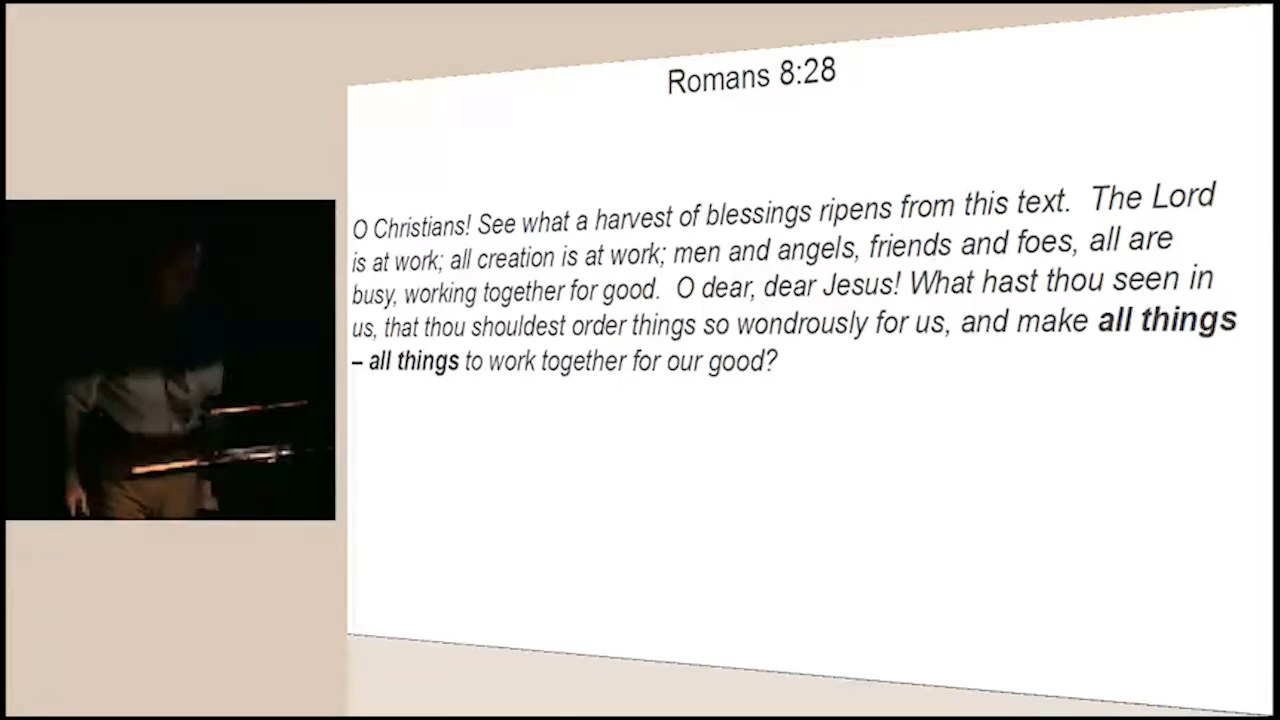 Romans 8:28
O Christians! See what a harvest of blessings ripens from this text.  The Lord
is at work; all creation is at work; men and angels, friends and foes, all are
busy, working together for good.  O dear, dear Jesus! What hast thou seen in
us, that thou shouldest order things so wondrously for us, and make all things
– all things to work together for our good?